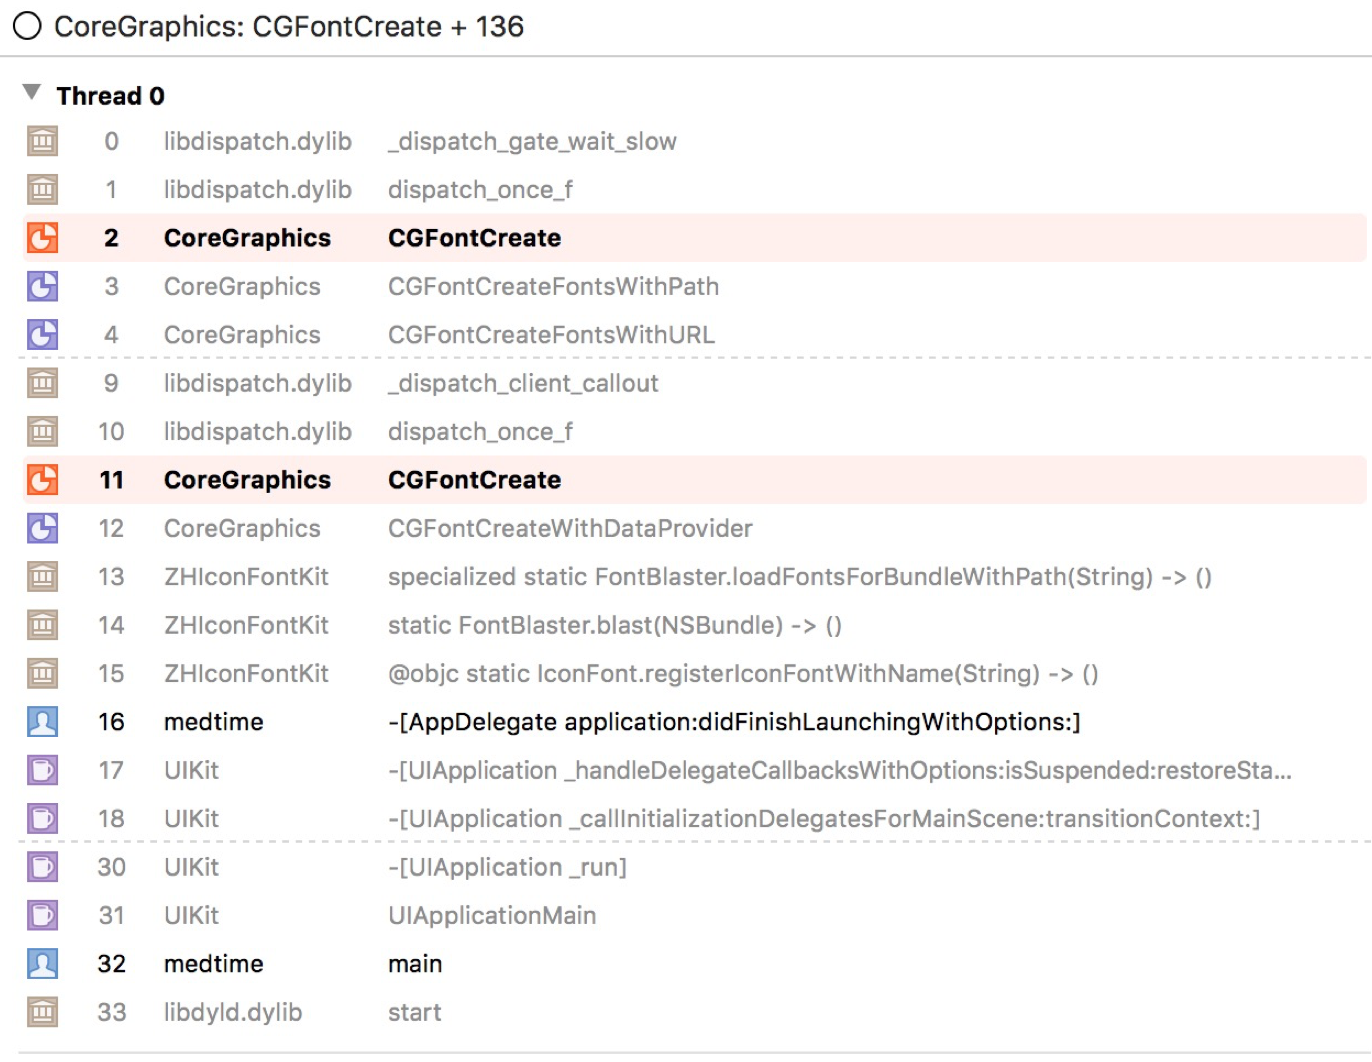 CoreGraphics: CGFontCreate + 136
Thread 0
0 libdispatch.dylib _dispatch_gate_wait_slow
1 libdispatch.dylib dispatch_once_f
2 CoreGraphics CGFontCreate
3 CoreGraphics CGFontCreateFontsWithPath
4 CoreGraphics CGFontCreateFontsWithURL
9 libdispatch.dylib _dispatch_client_callout
10 libdispatch.dylib dispatch_once_f
11 CoreGraphics CGFontCreate
12 CoreGraphics CGFontCreateWithDataProvider
13 ZHIconFontKit specialized static FontBlaster.loadFontsForBundleWithPath(String) -> ()
14 ZHIconFontKit static FontBlaster.blast(NSBundle) -> ()
15 ZHIconFontKit @objc static IconFont.registerIconFontWithName(String) -> ()
16 medtime -[AppDelegate application:didFinishLaunchingWithOptions:]
17 UIKit -[UIApplication _handleDelegateCallbacksWithOptions:isSuspended:restoreSta...
18 UIKit -[UIApplication _callInitializationDelegatesForMainScene:transitionContext:]
30 UIKit -[UIApplication _run]
31 UIKit UIApplicationMain
32 medtime main
33 libdyld.dylib start